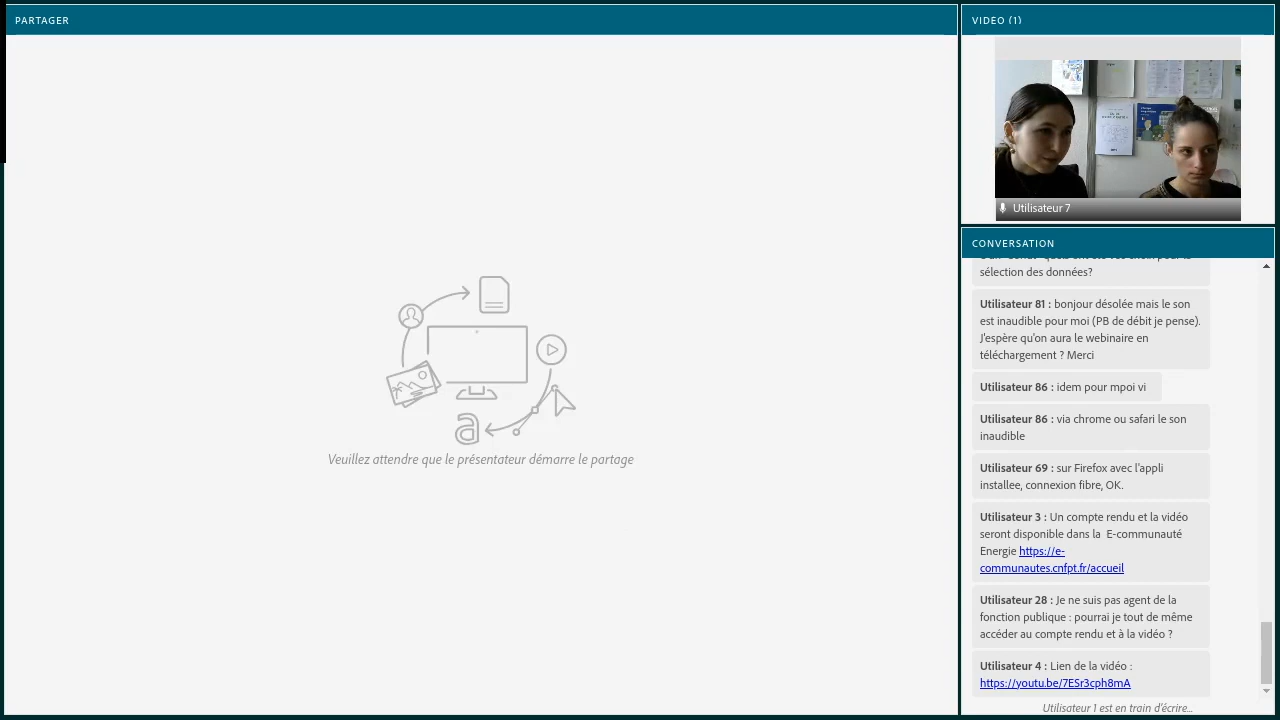 PARTAGER
Veuillez attendre que le présentateur démarre le partage
VIDEO (1)
Utilisateur 7
CONVERSATION
sélection des données?
Utilisateur 81 : bonjour désolée mais le son
est inaudible pour moi (PB de débit je pense).
J'espère qu'on aura le webinaire en
téléchargement ? Merci
Utilisateur 86 : idem pour mpoi vi
Utilisateur 86 : via chrome ou safari le son
inaudible
Utilisateur 69 : sur Firefox avec l'appli
installee, connexion fibre, OK.
Utilisateur 3 : Un compte rendu et la vidéo
seront disponible dans la E-communauté
Energie https://e-
communautes.cnfpt.fr/accueil
Utilisateur 28 : Je ne suis pas agent de la
fonction publique : pourrai je tout de même
accéder au compte rendu et à la vidéo ?
Utilisateur 4 : Lien de la vidéo :
https://youtu.be/7ESr3cph8mA
Utilisateur 1 est en train d'écrire...